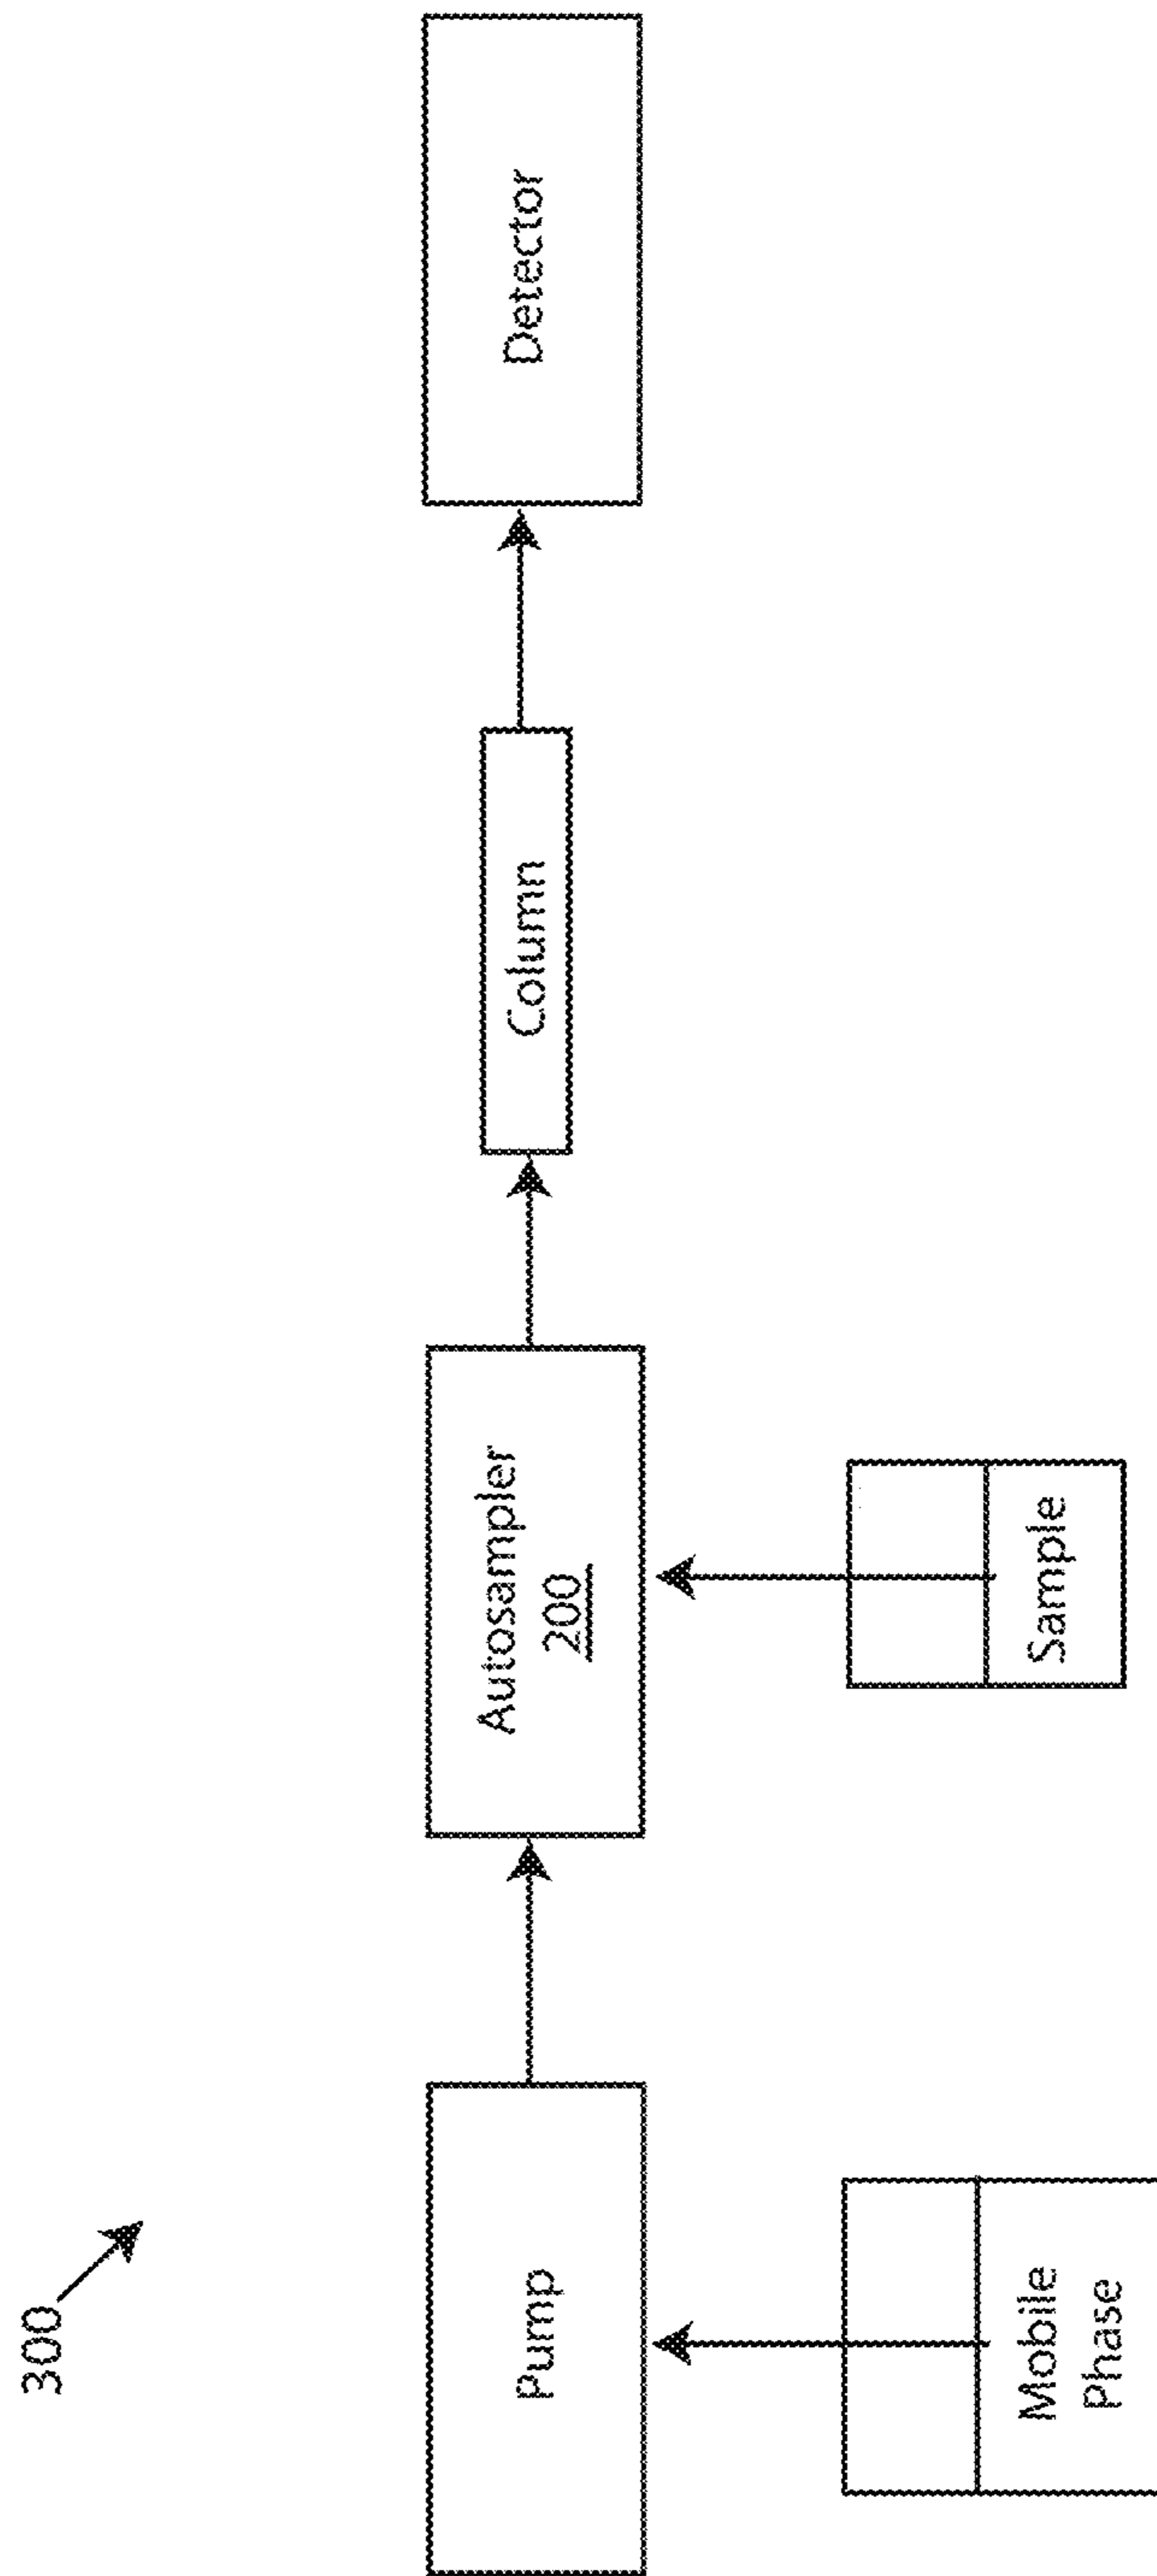 300
Pump
Autosampler
200
Column
Detector
Mobile
Phase
Sample